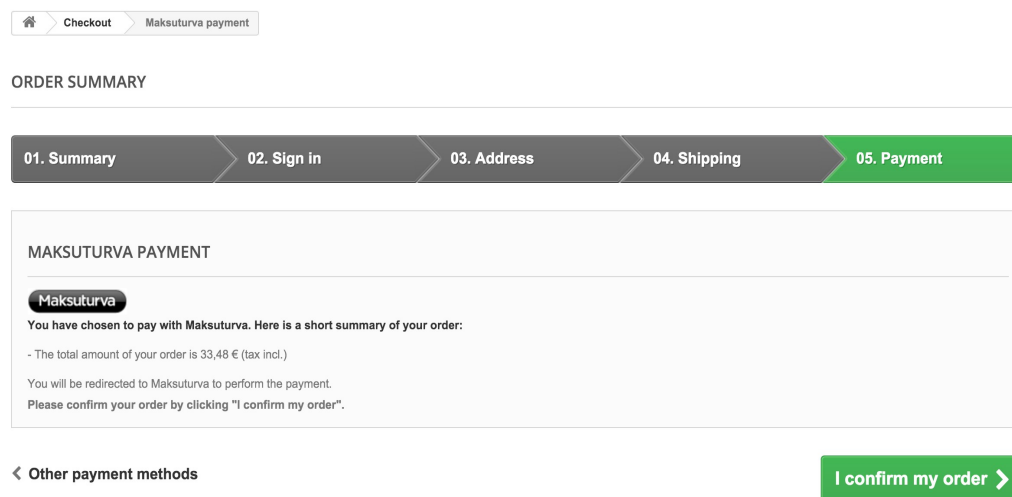 Checkout Maksuturva payment
ORDER SUMMARY
01. Summary 02. Sign in 03. Address 04. Shipping 05. Payment
MAKSUTURVA PAYMENT
Maksuturva
You have chosen to pay with Maksuturva. Here is a short summary of your order:
- The total amount of your order is 33,48 € (tax incl.)
You will be redirected to Maksuturva to perform the payment.
Please confirm your order by clicking "I confirm my order".
Other payment methods I confirm my order